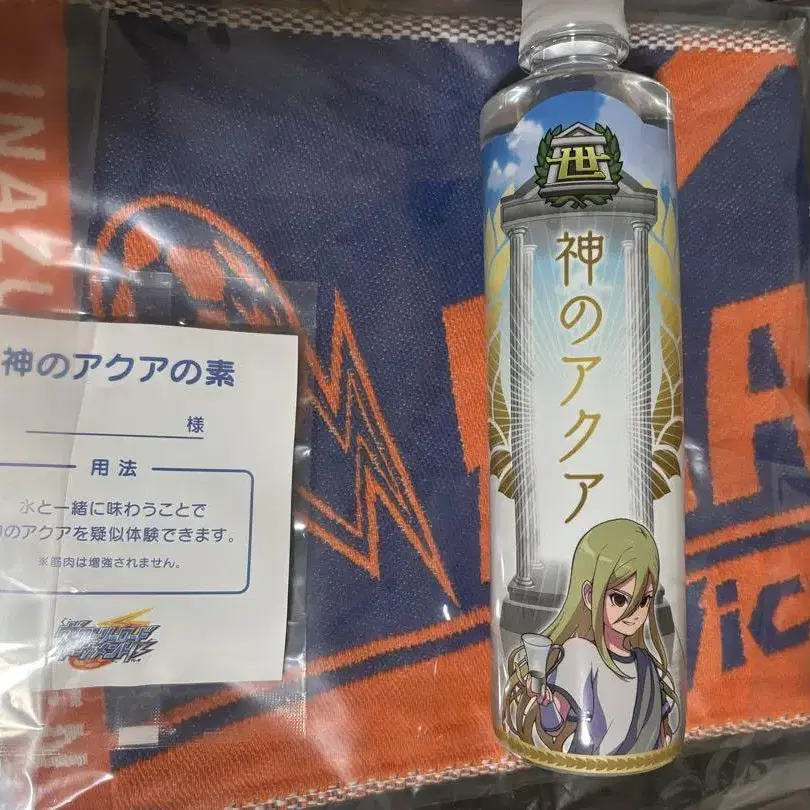 INAZU
神のアクアの素
様
用法
水と一緒に味わうことで
のアクアを疑似体験できます。
※筋肉は増強されません。
世
神のアクア